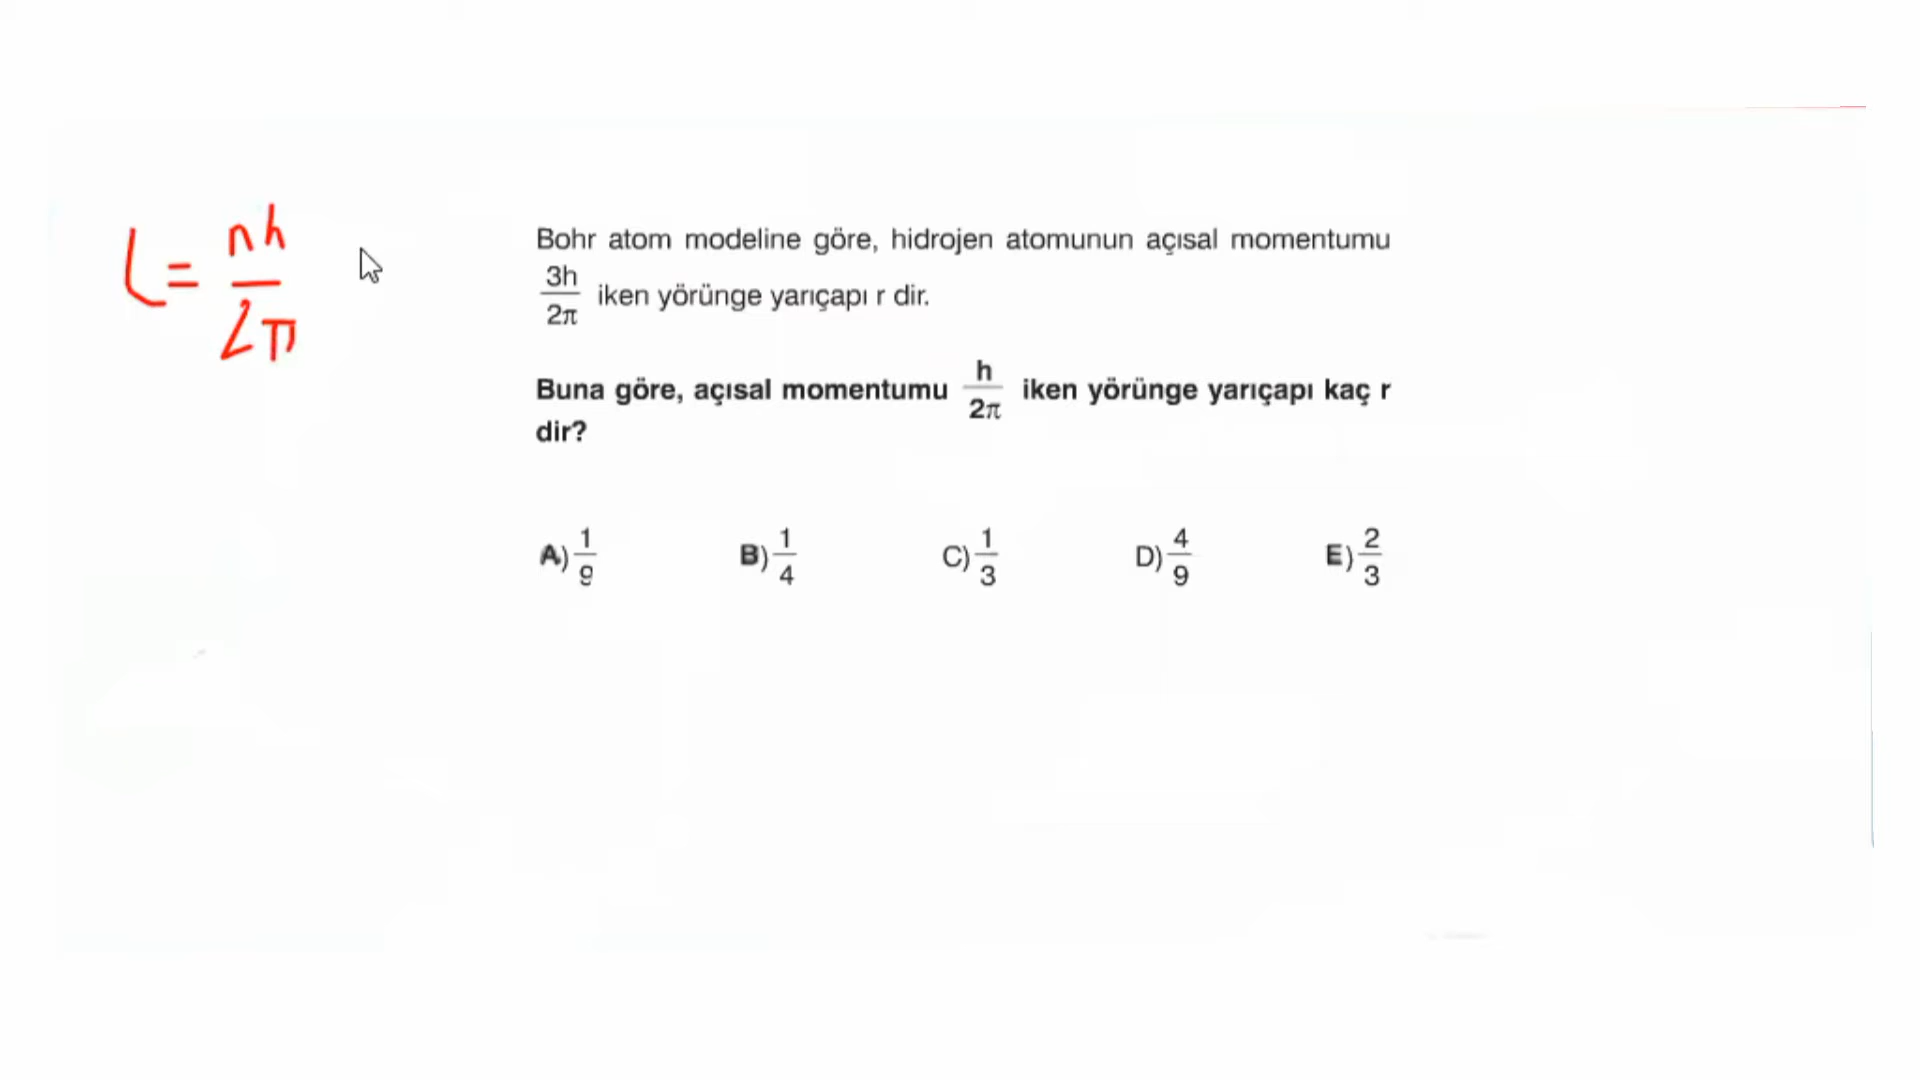 L = nh/2π
Bohr atom modeline göre, hidrojen atomunun açısal momentumu
3h/2π iken yörünge yarıçapı r dir.
Buna göre, açısal momentumu h/2π iken yörünge yarıçapı kaç r
dir?
A) 1/9 B) 1/4 C) 1/3 D) 4/9 E) 2/3